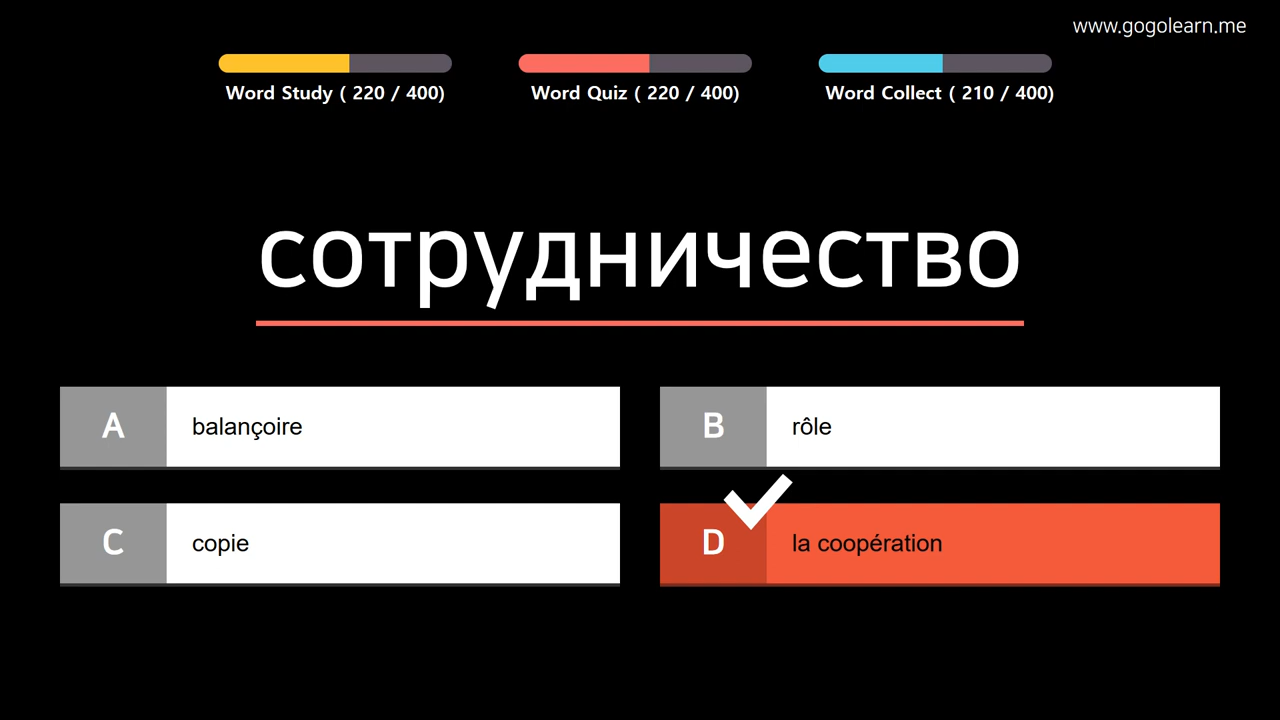 www.gogolearn.me
Word Study ( 220 / 400)
Word Quiz ( 220 / 400)
Word Collect ( 210 / 400)
сотрудничество
A
balançoire
B
rôle
C
copie
D
la coopération